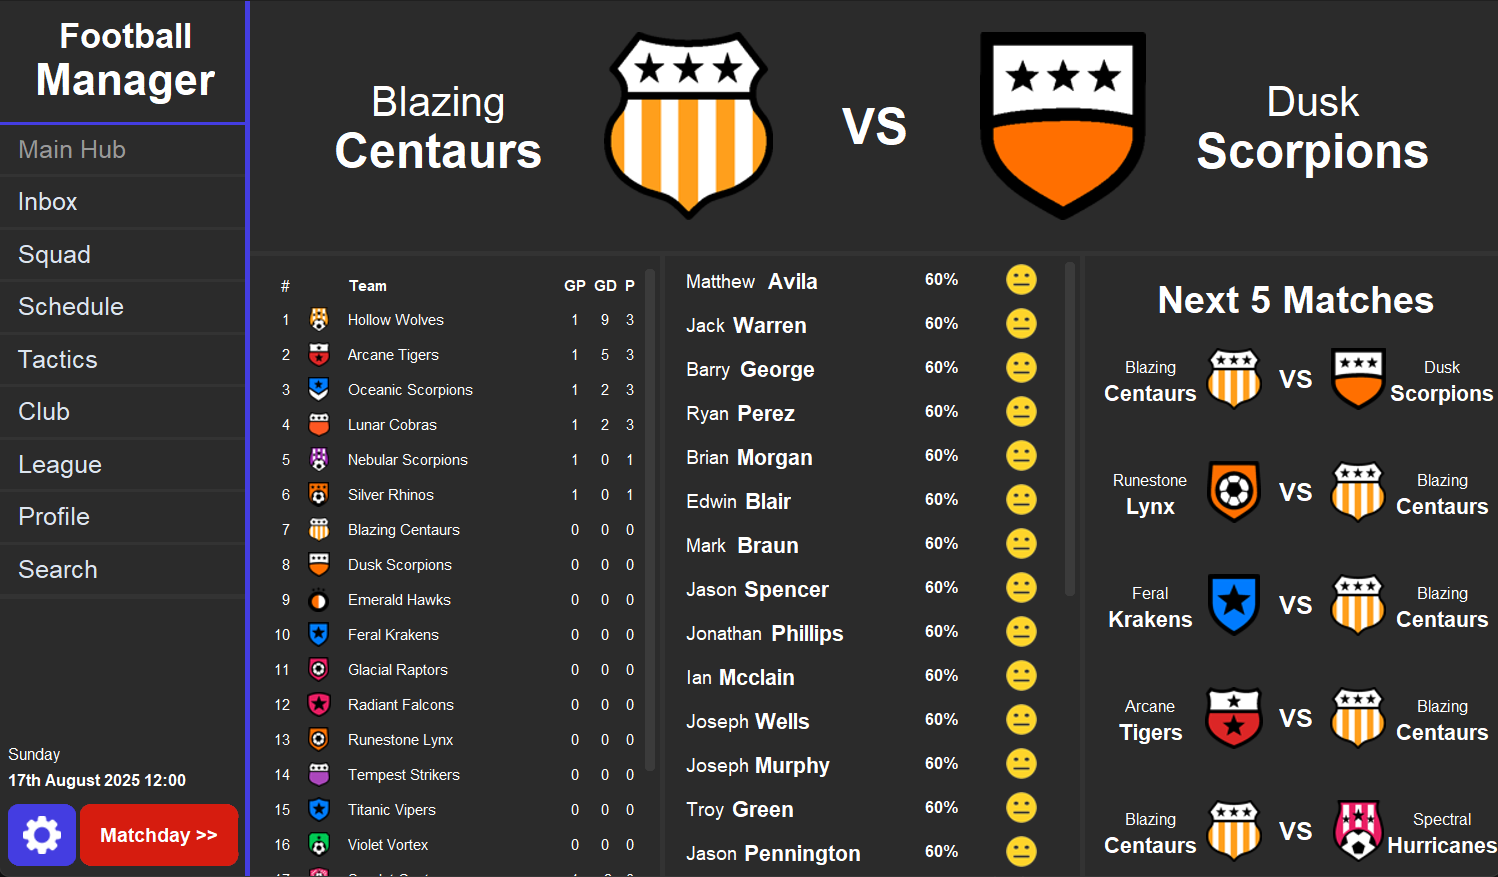 Football
Manager
Main Hub
Inbox
Squad
Schedule
Tactics
Club
League
Profile
Search
Sunday
17th August 2025 12:00
Matchday >>
Blazing
Centaurs
VS
Dusk
Scorpions
# Team GP GD P
1 Hollow Wolves 1 9 3
2 Arcane Tigers 1 5 3
3 Oceanic Scorpions 1 2 3
4 Lunar Cobras 1 2 3
5 Nebular Scorpions 1 0 1
6 Silver Rhinos 1 0 1
7 Blazing Centaurs 0 0 0
8 Dusk Scorpions 0 0 0
9 Emerald Hawks 0 0 0
10 Feral Krakens 0 0 0
11 Glacial Raptors 0 0 0
12 Radiant Falcons 0 0 0
13 Runestone Lynx 0 0 0
14 Tempest Strikers 0 0 0
15 Titanic Vipers 0 0 0
16 Violet Vortex 0 0 0
Matthew Avila 60%
Jack Warren 60%
Barry George 60%
Ryan Perez 60%
Brian Morgan 60%
Edwin Blair 60%
Mark Braun 60%
Jason Spencer 60%
Jonathan Phillips 60%
Ian Mcclain 60%
Joseph Wells 60%
Joseph Murphy 60%
Troy Green 60%
Jason Pennington 60%
Next 5 Matches
Blazing
Centaurs
VS
Dusk
Scorpions
Runestone
Lynx
VS
Blazing
Centaurs
Feral
Krakens
VS
Blazing
Centaurs
Arcane
Tigers
VS
Blazing
Centaurs
Blazing
Centaurs
VS
Spectral
Hurricanes